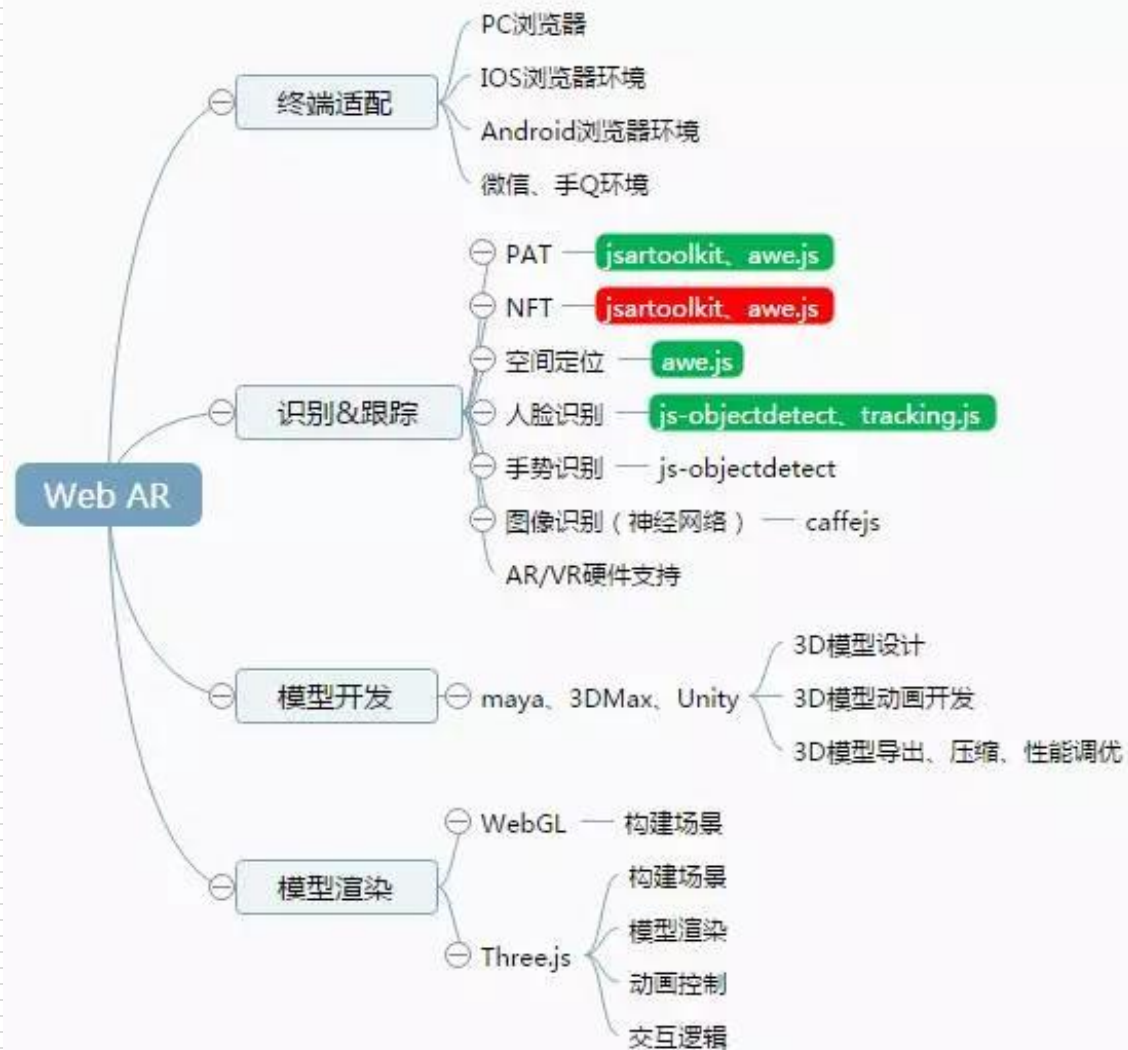 Web AR
终端适配
PC浏览器
IOS浏览器环境
Android浏览器环境
微信、手Q环境
识别&跟踪
PAT jsartoolkit、awe.js
NFT jsartoolkit、awe.js
空间定位 awe.js
人脸识别 js-objectdetect、tracking.js
手势识别 js-objectdetect
图像识别（神经网络） caffejs
AR/VR硬件支持
模型开发
maya、3DMax、Unity
3D模型设计
3D模型动画开发
3D模型导出、压缩、性能调优
模型渲染
WebGL 构建场景
Three.js
构建场景
模型渲染
动画控制
交互逻辑